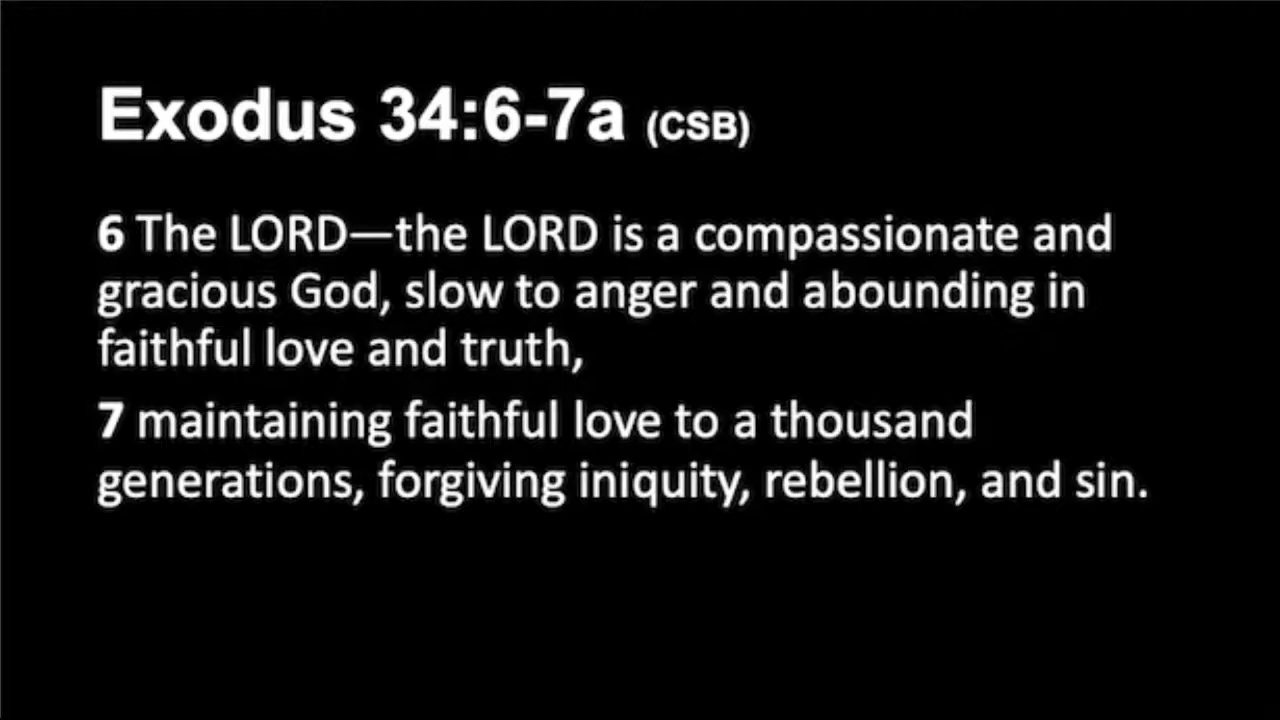 Exodus 34:6-7a (CSB)
6 The LORD—the LORD is a compassionate and
gracious God, slow to anger and abounding in
faithful love and truth,
7 maintaining faithful love to a thousand
generations, forgiving iniquity, rebellion, and sin.